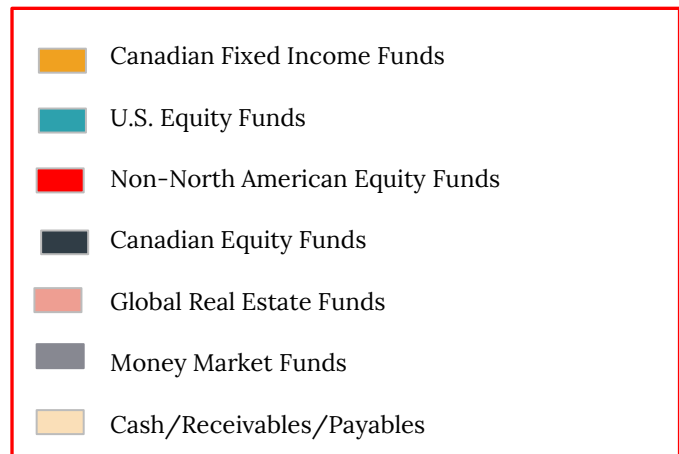 Canadian Fixed Income Funds
U.S. Equity Funds
Non-North American Equity Funds
Canadian Equity Funds
Global Real Estate Funds
Money Market Funds
Cash/Receivables/Payables